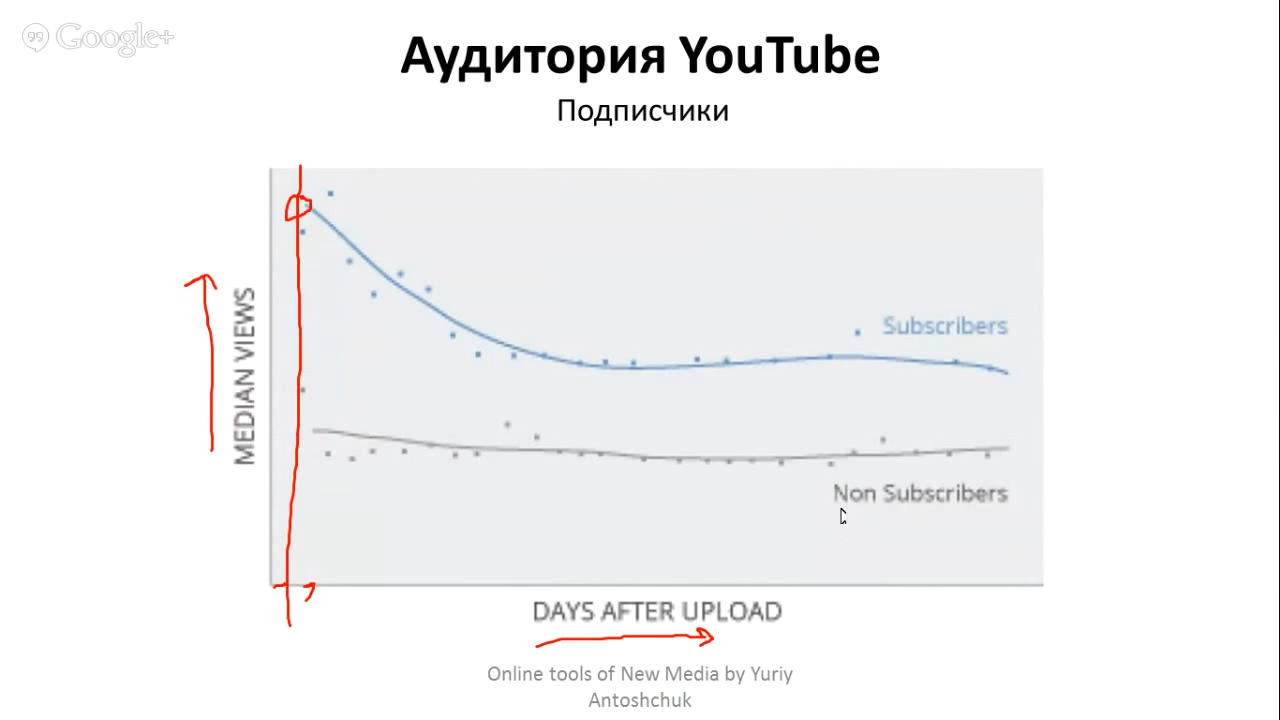 Google+
Аудитория YouTube
Подписчики
MEDIAN VIEWS
Subscribers
Non Subscribers
DAYS AFTER UPLOAD
Online tools of New Media by Yuriy
Antoshchuk